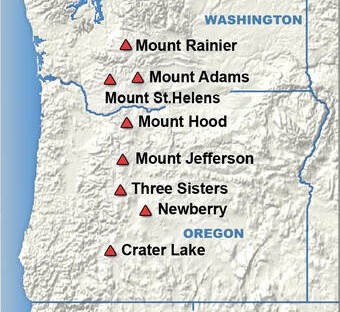 WASHINGTON
Mount Rainier
Mount Adams
Mount St.Helens
Mount Hood
Mount Jefferson
Three Sisters
Newberry
OREGON
Crater Lake